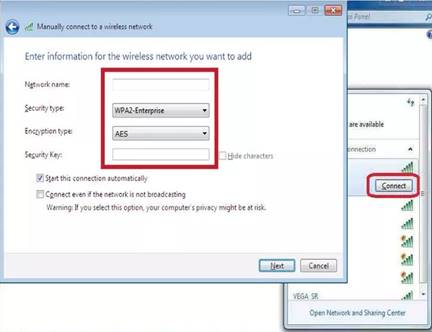 Manually connect to a wireless network
Enter information for the wireless network you want to add
Network name:
Security type:
WPA2-Enterprise
Encryption type:
AES
Security Key:
Hide characters
Start this connection automatically
Connect even if the network is not broadcasting
Warning: If you select this option, your computer's privacy might be at risk.
Next
Cancel
Panel
are available
onnection
Connect
VEGA_SR
Open Network and Sharing Center